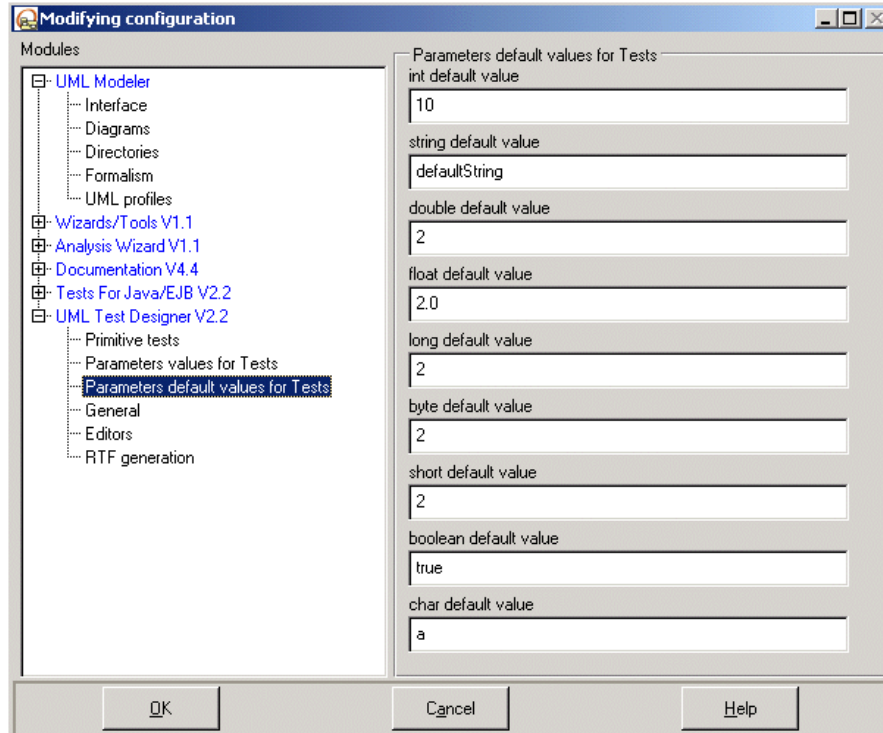 Modifying configuration
Modules
UML Modeler
Interface
Diagrams
Directories
Formalism
UML profiles
Wizards/Tools V1.1
Analysis Wizard V1.1
Documentation V4.4
Tests For Java/EJB V2.2
UML Test Designer V2.2
Primitive tests
Parameters values for Tests
Parameters default values for Tests
General
Editors
RTF generation
Parameters default values for Tests
int default value
10
string default value
defaultString
double default value
2
float default value
2.0
long default value
2
byte default value
2
short default value
2
boolean default value
true
char default value
a
OK
Cancel
Help